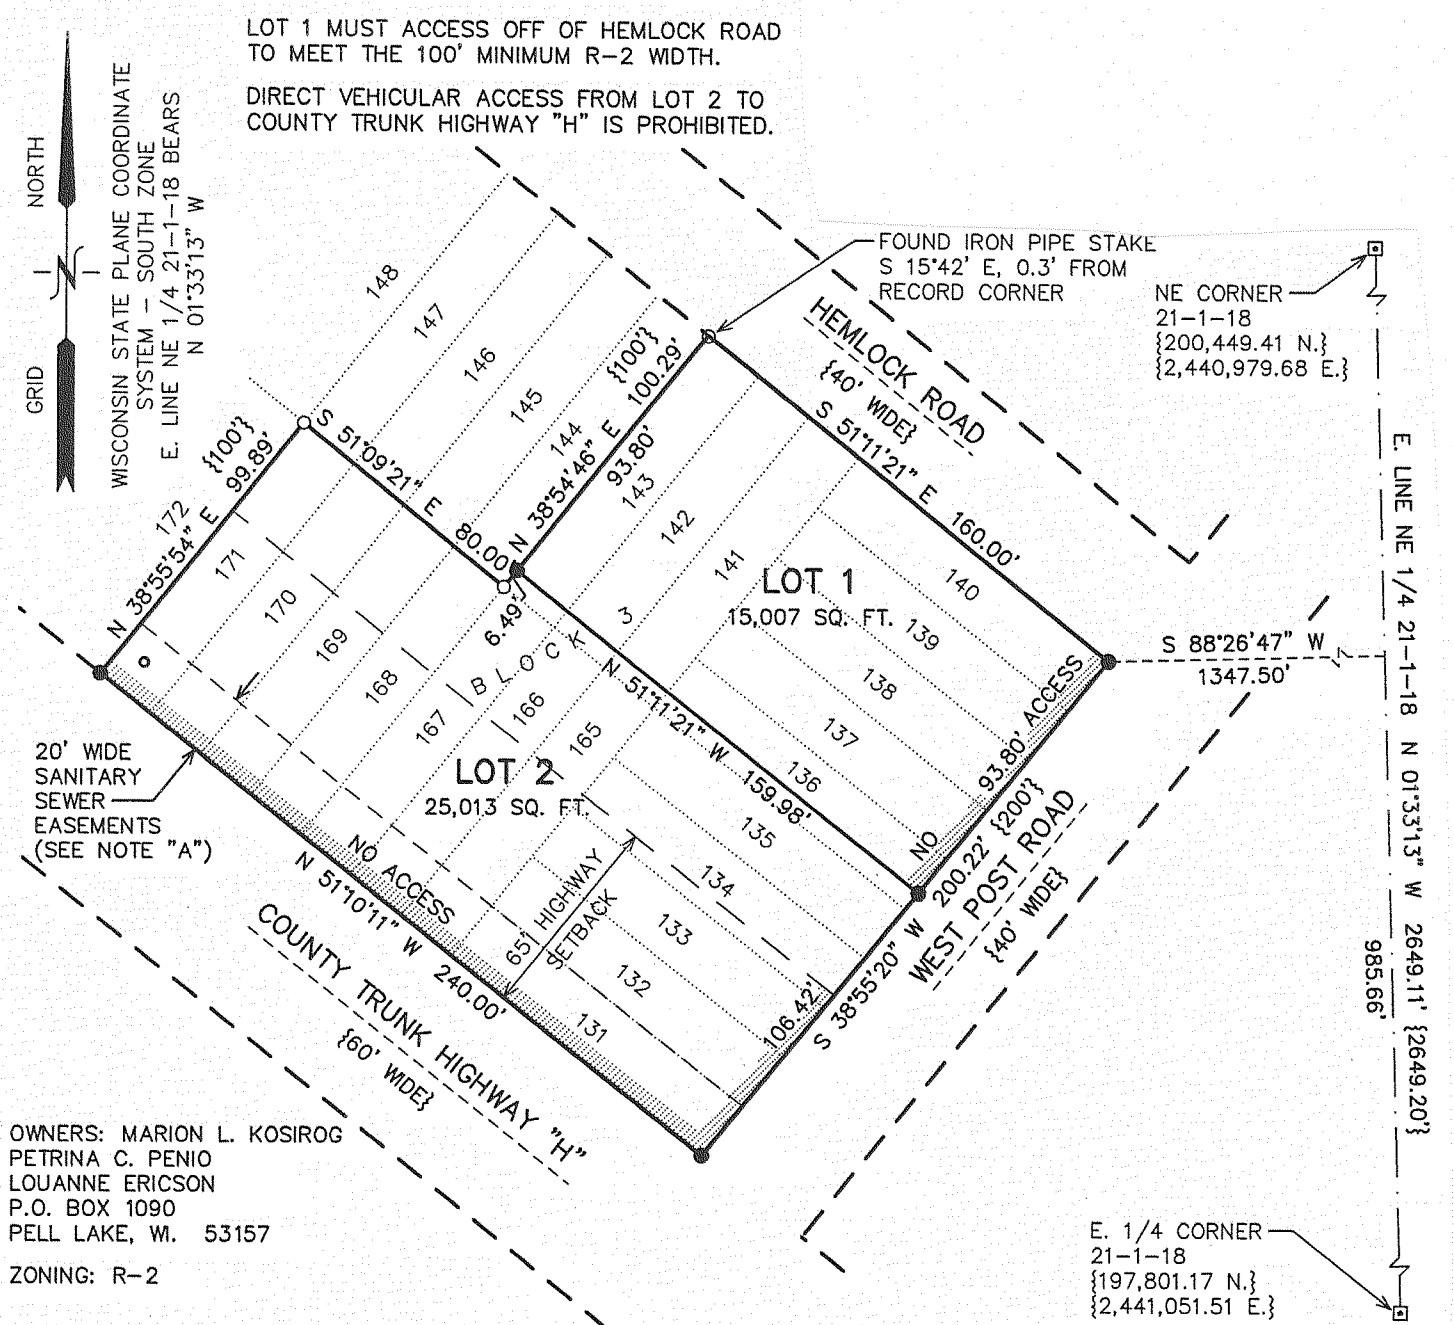 LOT 1 MUST ACCESS OFF OF HEMLOCK ROAD
TO MEET THE 100' MINIMUM R-2 WIDTH.
DIRECT VEHICULAR ACCESS FROM LOT 2 TO
COUNTY TRUNK HIGHWAY "H" IS PROHIBITED.
GRID NORTH
WISCONSIN STATE PLANE COORDINATE
SYSTEM - SOUTH ZONE
E. LINE NE 1/4 21-1-18 BEARS
N 01°33'13" W
FOUND IRON PIPE STAKE
S 15°42' E, 0.3' FROM
RECORD CORNER
NE CORNER
21-1-18
{200,449.41 N.}
{2,440,979.68 E.}
HEMLOCK ROAD
{40' WIDE}
S 51°11'21" E 160.00'
148
147
146
145
144
143
142
141
140
139
138
137
136
135
134
133
132
131
{100'}
100.29'
N 38°54'46" E
93.80'
{100'}
99.89'
N 38°55'54" E
S 51°09'21" E 80.00'
6.49'
172
171
170
169
168
167
166
165
BLOCK 3
LOT 1
15,007 SQ. FT.
N 51°11'21" W 159.98'
LOT 2
25,013 SQ. FT.
S 88°26'47" W
1347.50'
NO 93.80' ACCESS
S 38°55'20" W 200.22' {200'}
106.42'
WEST POST ROAD
{40' WIDE}
20' WIDE
SANITARY
SEWER
EASEMENTS
(SEE NOTE "A")
NO ACCESS
N 51°10'11" W 240.00'
65' HIGHWAY
SETBACK
COUNTY TRUNK HIGHWAY "H"
{60' WIDE}
E. LINE NE 1/4 21-1-18 N 01°33'13" W 2649.11' {2649.20'}
985.66'
OWNERS: MARION L. KOSIROG
PETRINA C. PENIO
LOUANNE ERICSON
P.O. BOX 1090
PELL LAKE, WI. 53157
ZONING: R-2
E. 1/4 CORNER
21-1-18
{197,801.17 N.}
{2,441,051.51 E.}